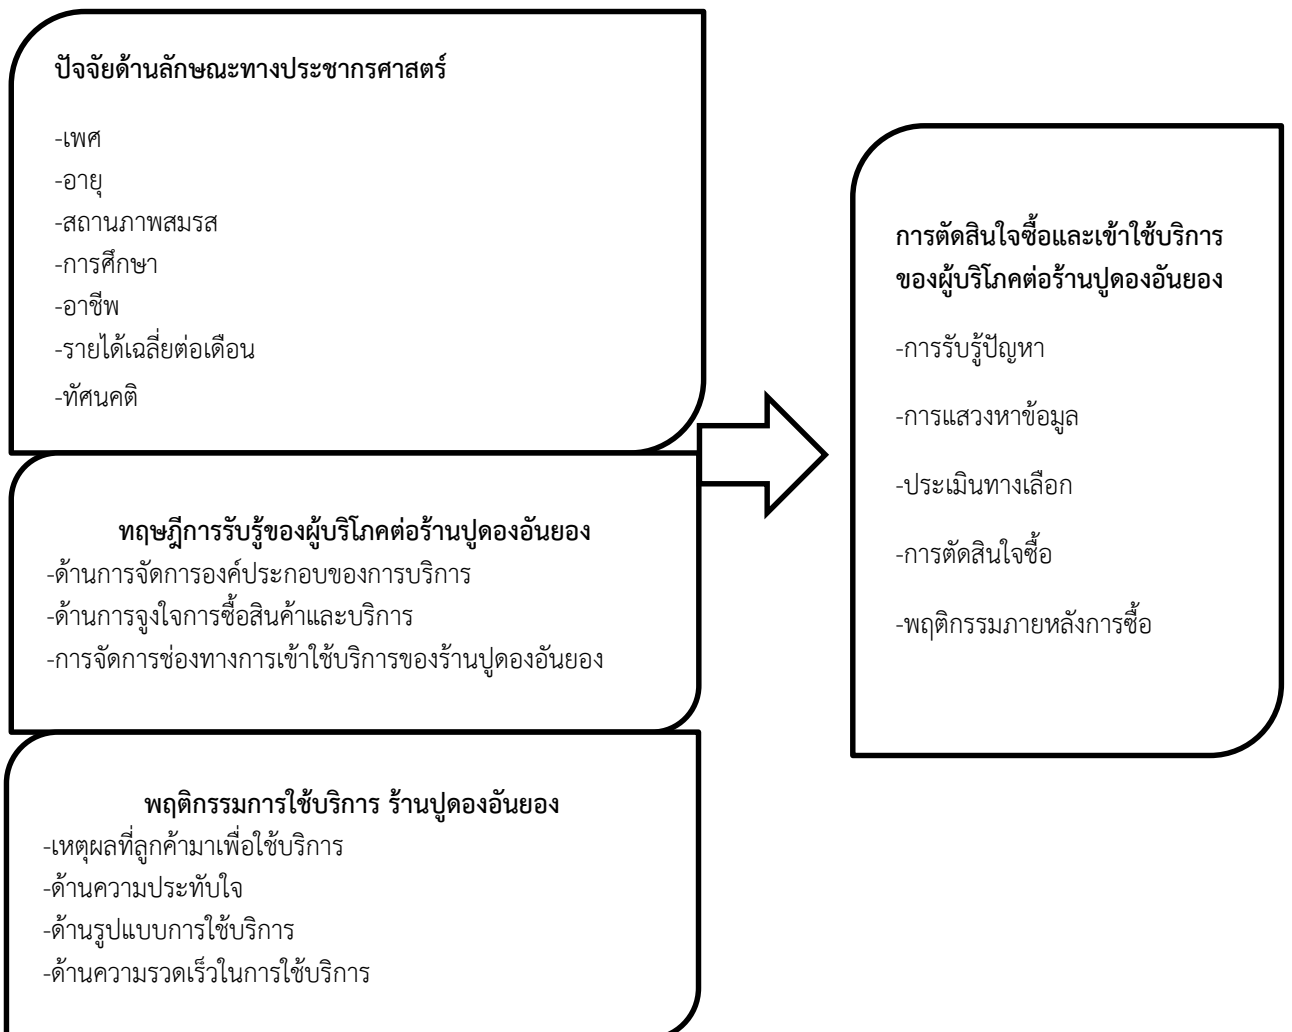 ปัจจัยด้านลักษณะทางประชากรศาสตร์
-เพศ
-อายุ
-สถานภาพสมรส
-การศึกษา
-อาชีพ
-รายได้เฉลี่ยต่อเดือน
-ทัศนคติ
ทฤษฎีการรับรู้ของผู้บริโภคต่อร้านปูดองอันยอง
-ด้านการจัดการองค์ประกอบของการบริการ
-ด้านการจูงใจการซื้อสินค้าและบริการ
-การจัดการช่องทางการเข้าใช้บริการของร้านปูดองอันยอง
พฤติกรรมการใช้บริการ ร้านปูดองอันยอง
-เหตุผลที่ลูกค้ามาเพื่อใช้บริการ
-ด้านความประทับใจ
-ด้านรูปแบบการใช้บริการ
-ด้านความรวดเร็วในการใช้บริการ
การตัดสินใจซื้อและเข้าใช้บริการ
ของผู้บริโภคต่อร้านปูดองอันยอง
-การรับรู้ปัญหา
-การแสวงหาข้อมูล
-ประเมินทางเลือก
-การตัดสินใจซื้อ
-พฤติกรรมภายหลังการซื้อ